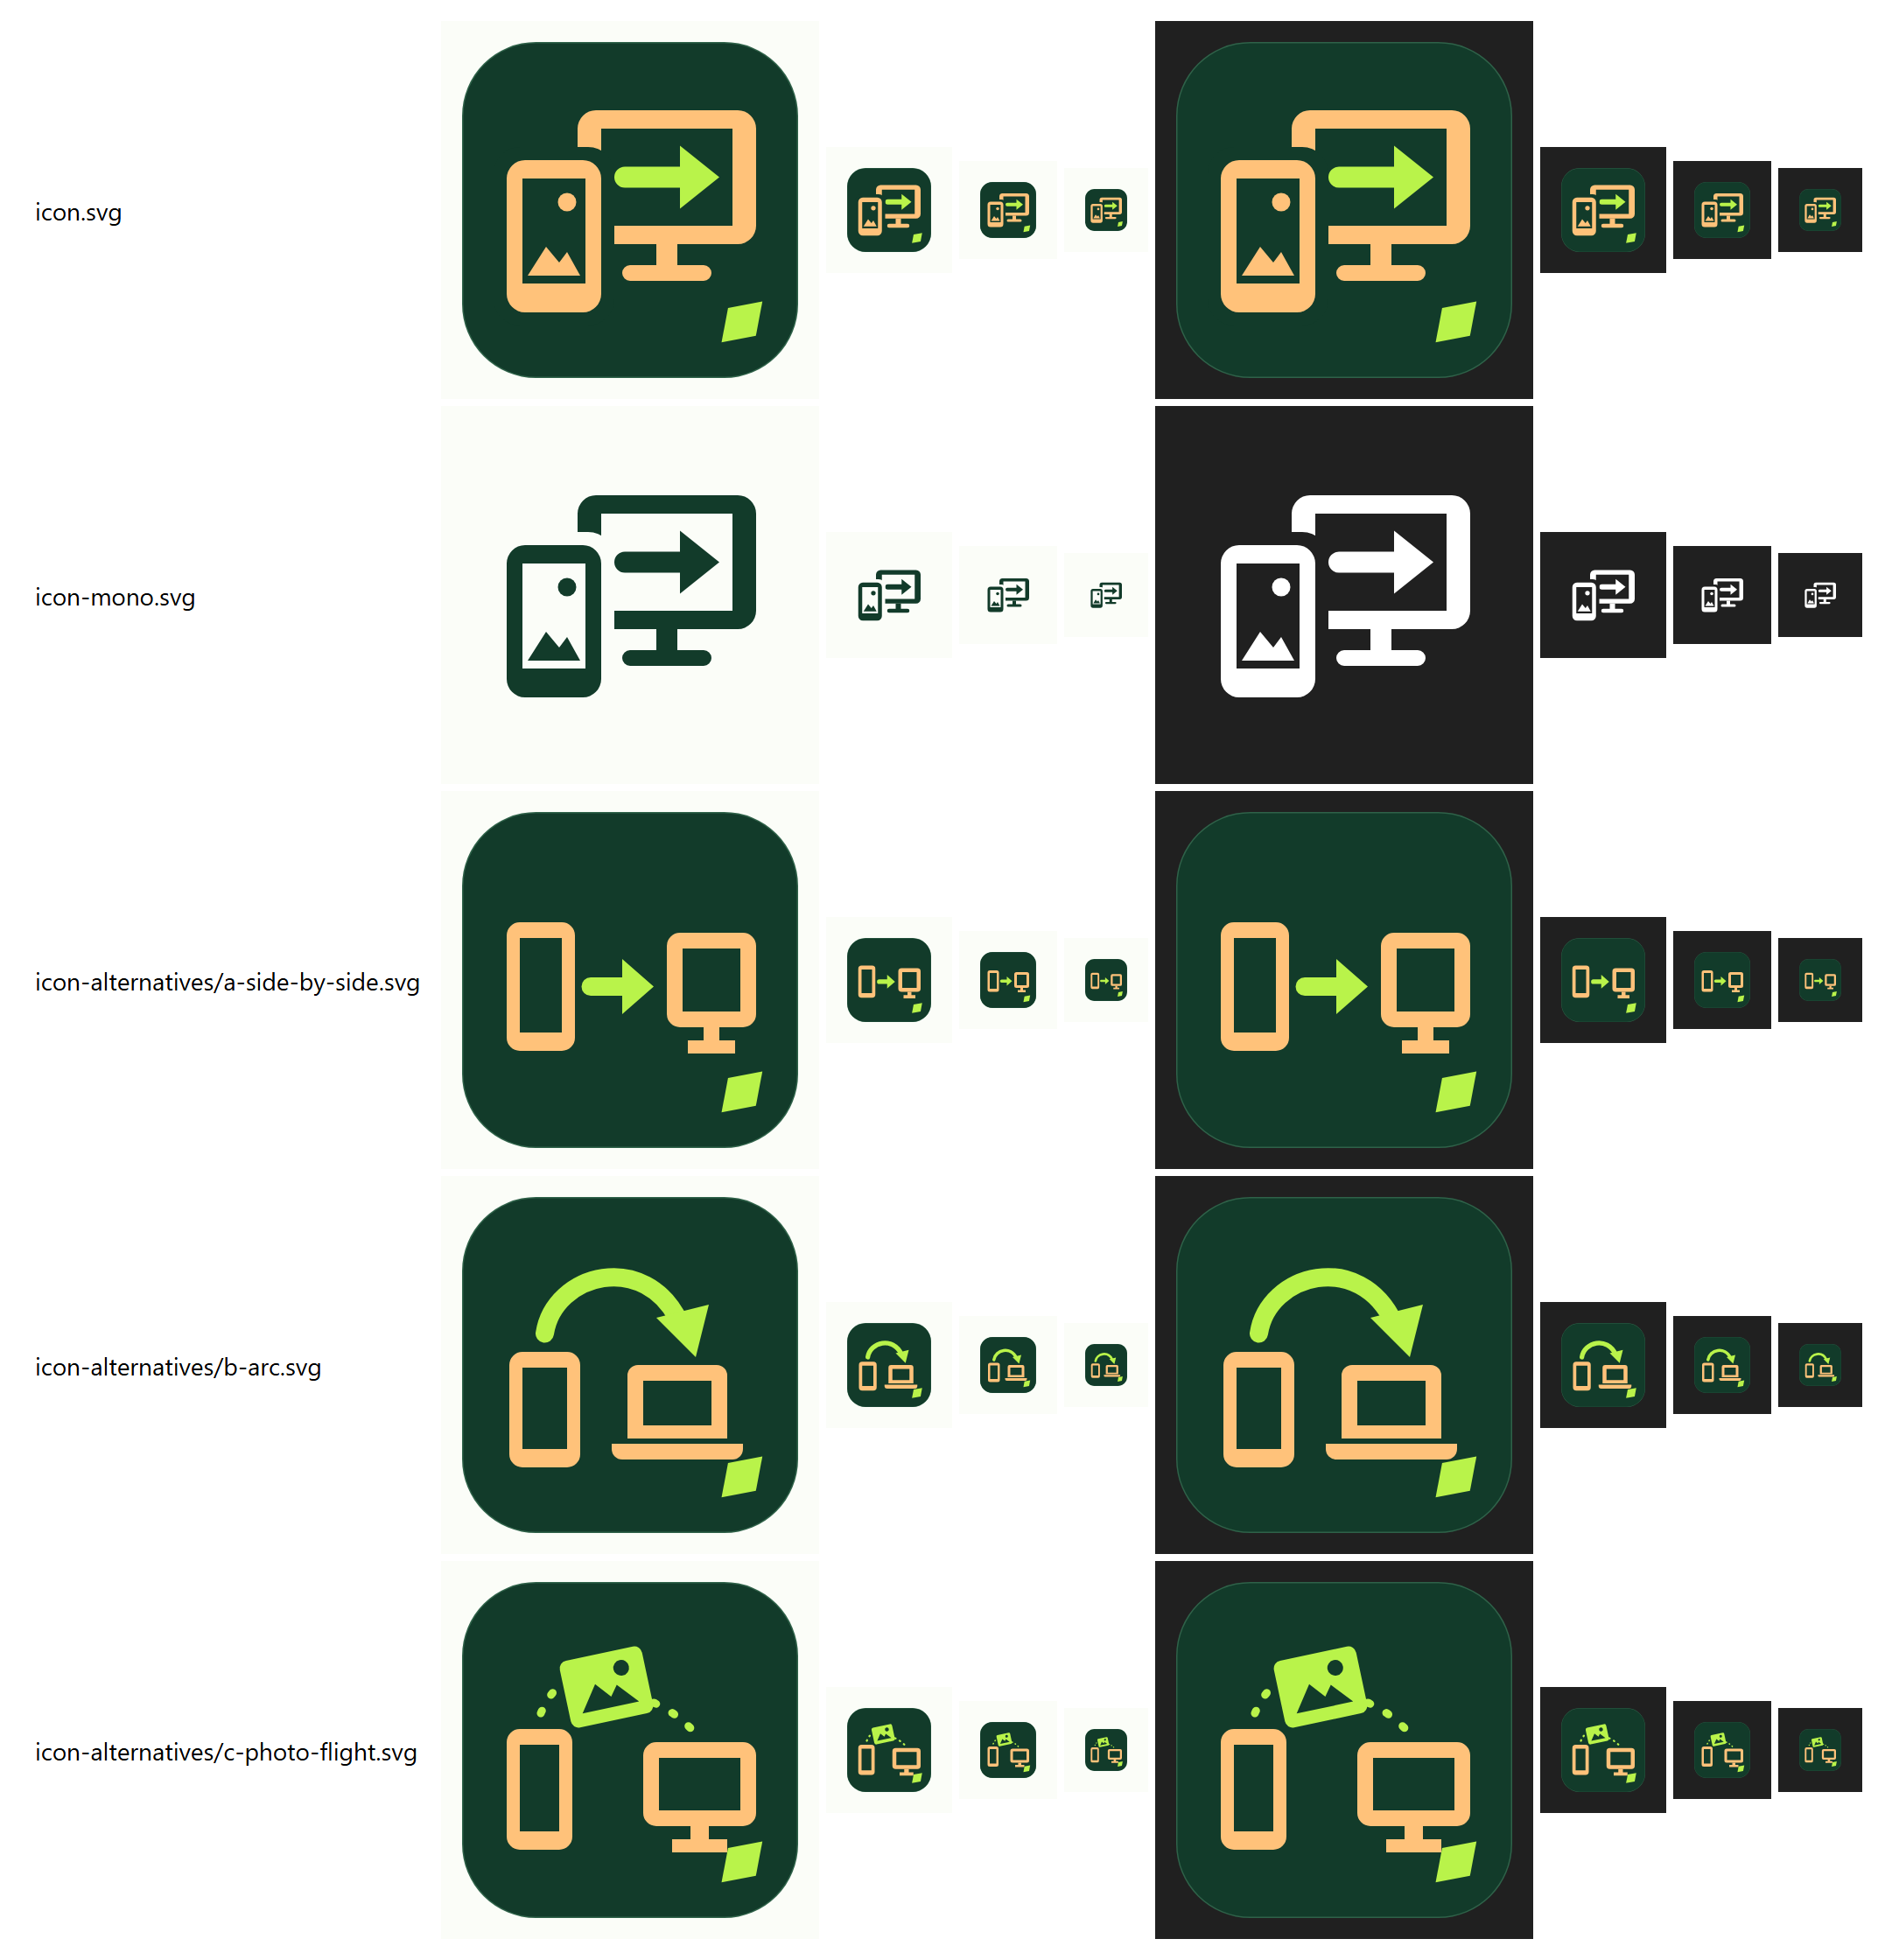 icon.svg
icon-mono.svg
icon-alternatives/a-side-by-side.svg
icon-alternatives/b-arc.svg
icon-alternatives/c-photo-flight.svg